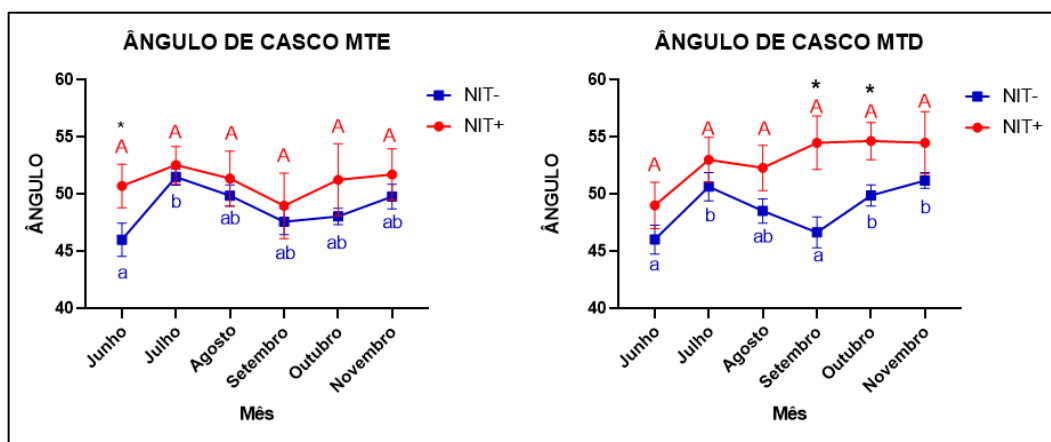 ÂNGULO DE CASCO MTE
60
55
50
45
40
ÂNGULO
* A A A A A A
a b ab ab ab ab
Junho Julho Agosto Setembro Outubro Novembro
Mês
NIT-
NIT+
ÂNGULO DE CASCO MTD
60
55
50
45
40
ÂNGULO
* *
A A A A A A
a b ab a b b
Junho Julho Agosto Setembro Outubro Novembro
Mês
NIT-
NIT+